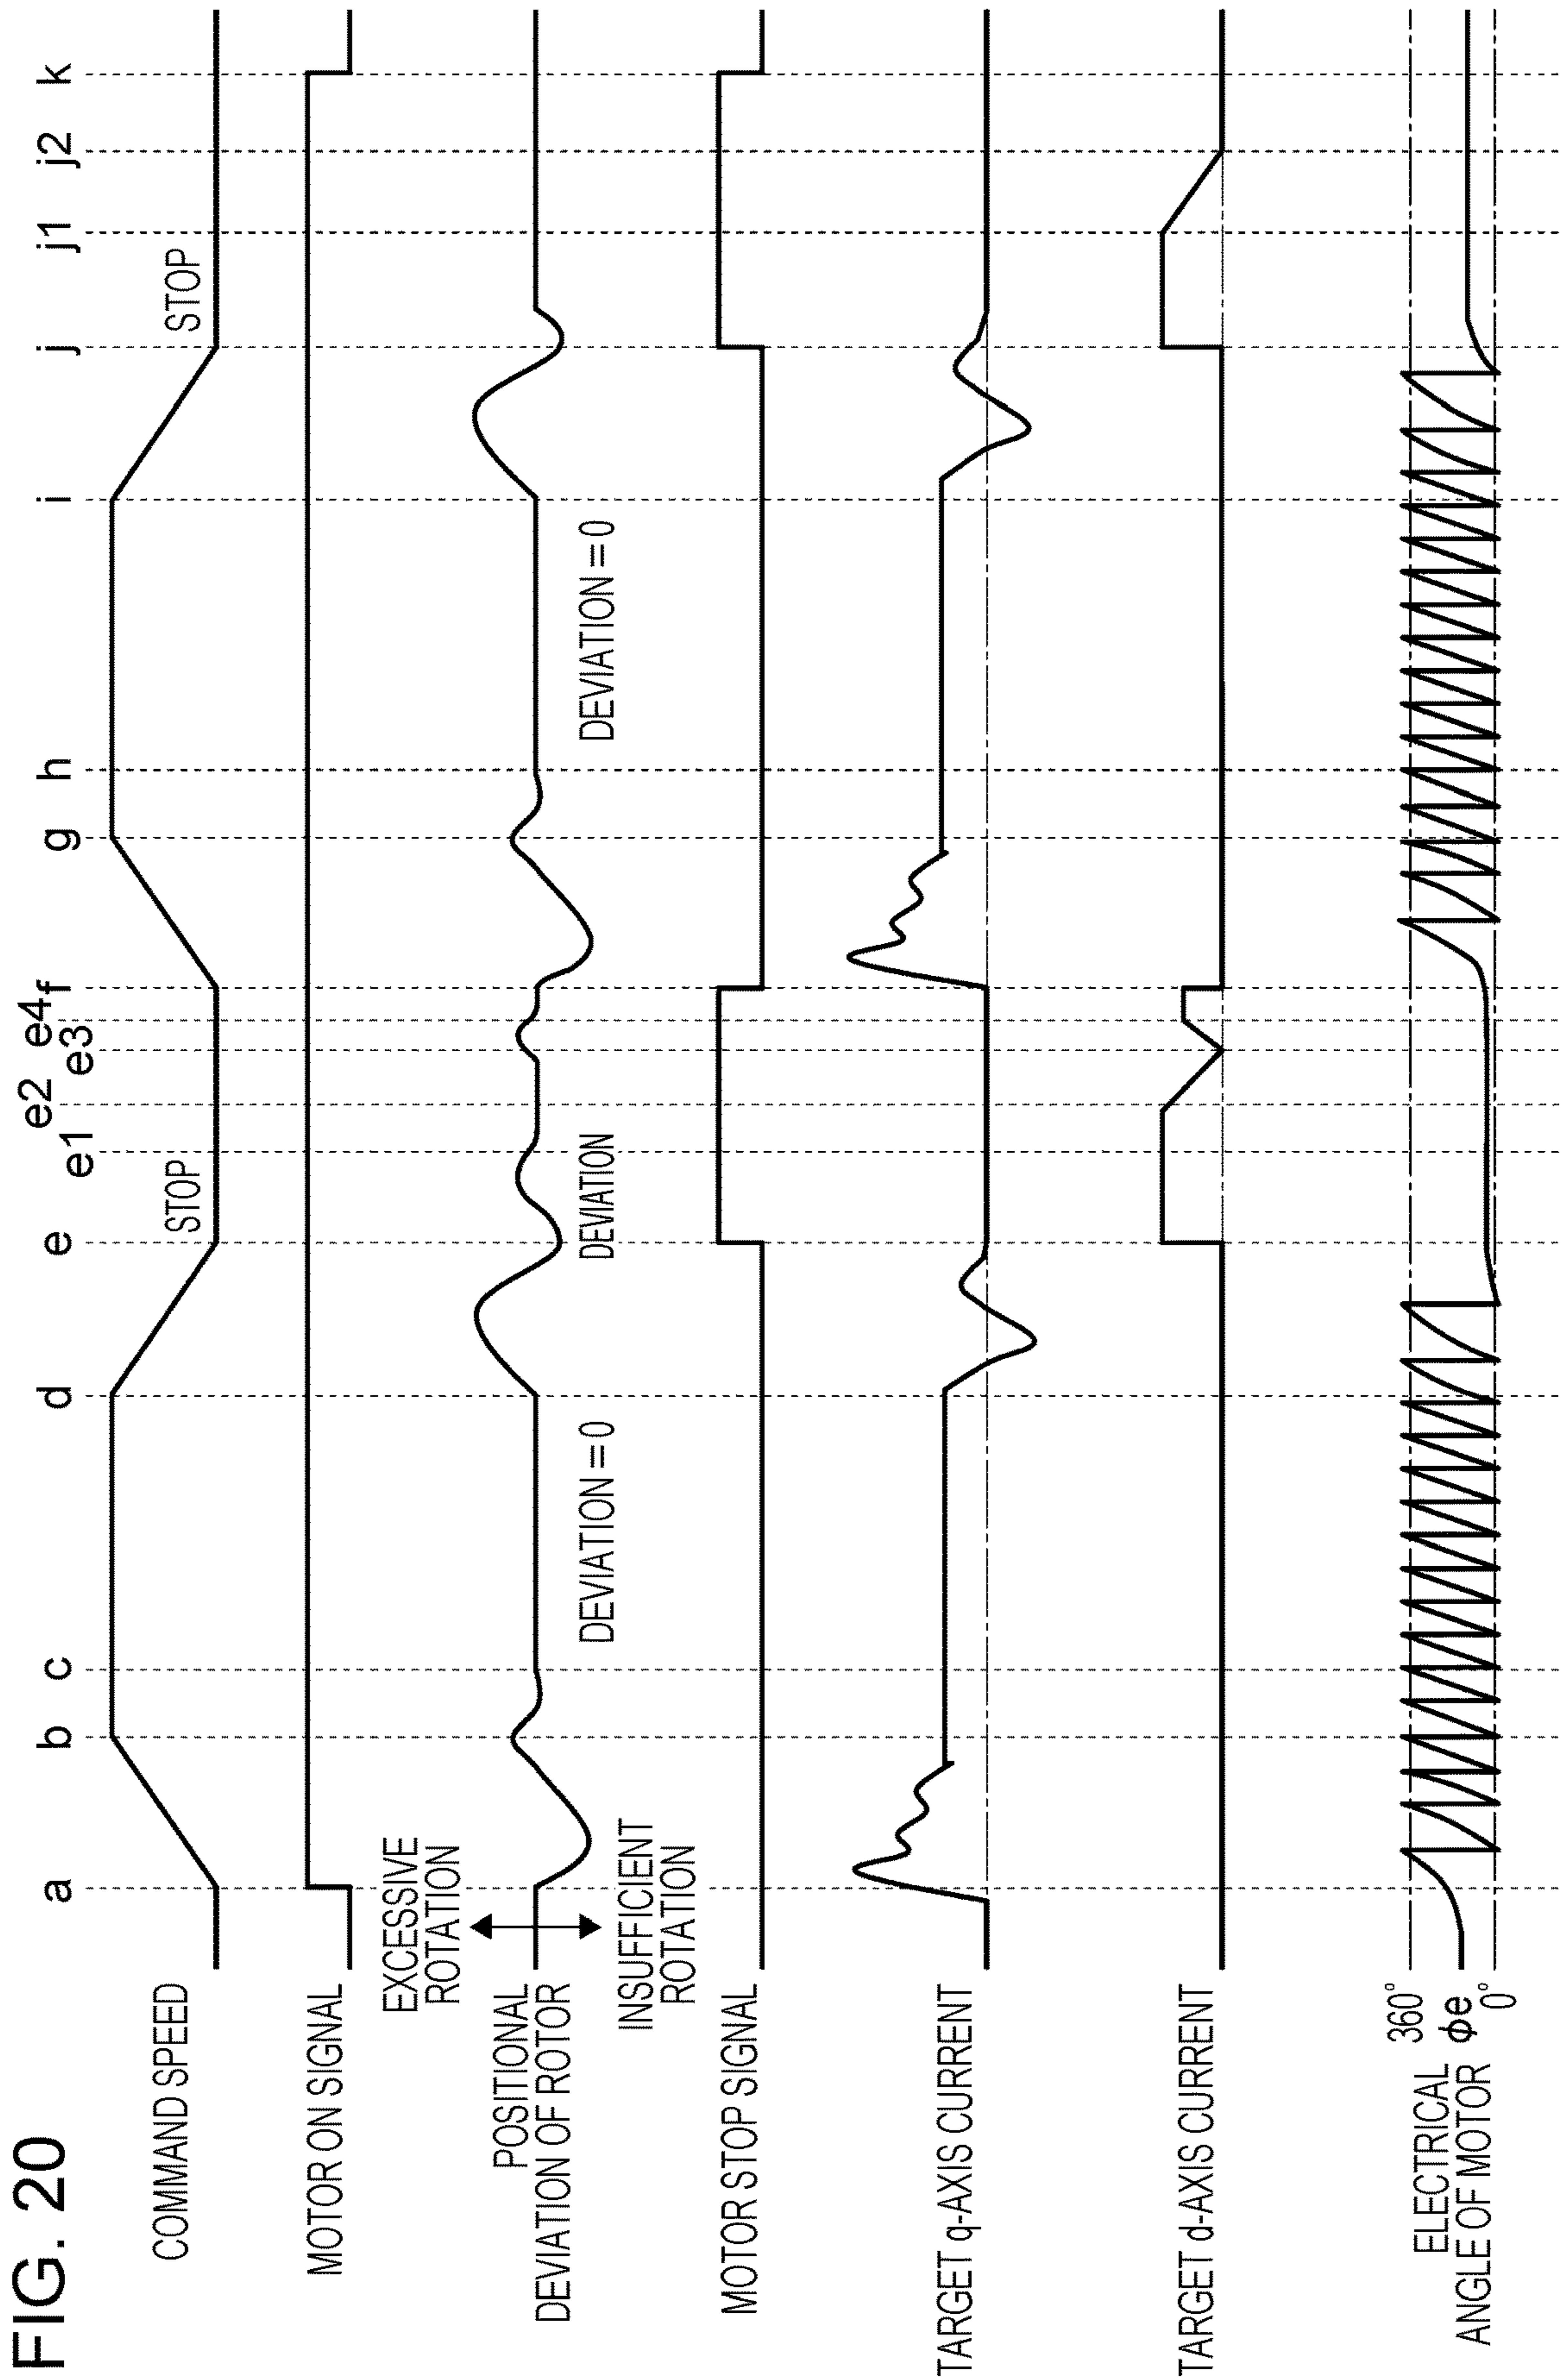 FIG. 20
a
b
c
d
e
e1
e2
e3
e4
f
g
h
i
j
j1
j2
k
COMMAND SPEED
STOP
STOP
MOTOR ON SIGNAL
EXCESSIVE
ROTATION
POSITIONAL
DEVIATION OF ROTOR
INSUFFICIENT
ROTATION
DEVIATION = 0
DEVIATION
DEVIATION = 0
MOTOR STOP SIGNAL
TARGET q-AXIS CURRENT
TARGET d-AXIS CURRENT
360°
ELECTRICAL
ANGLE OF MOTOR
ϕe
0°